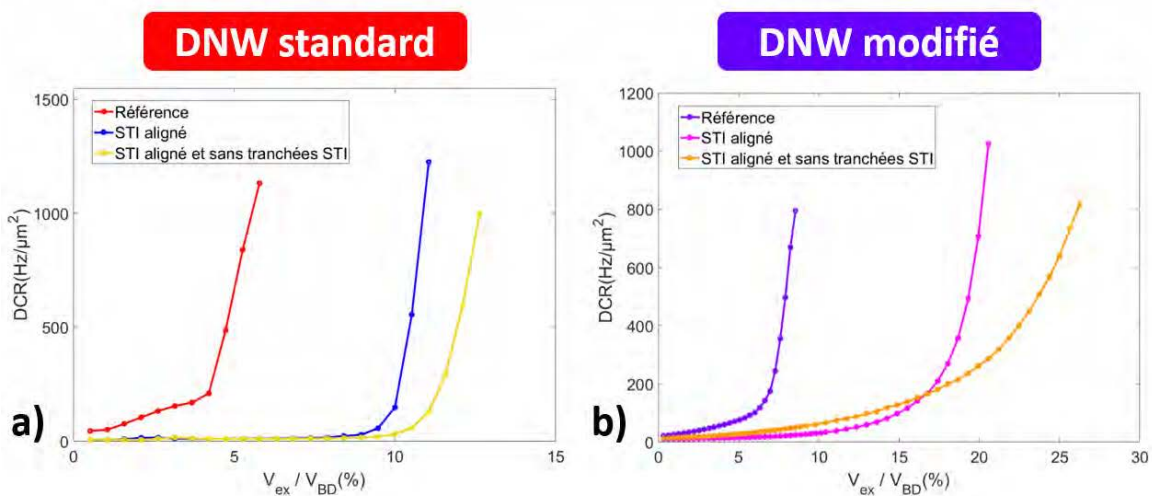 DNW standard
DNW modifié
Référence
STI aligné
STI aligné et sans tranchées STI
1500
1000
500
0
DCR(Hz/µm²)
0
5
10
15
V_ex / V_BD(%)
a)
Référence
STI aligné
STI aligné et sans tranchées STI
1200
1000
800
600
400
200
0
DCR(Hz/µm²)
0
5
10
15
20
25
30
V_ex / V_BD(%)
b)